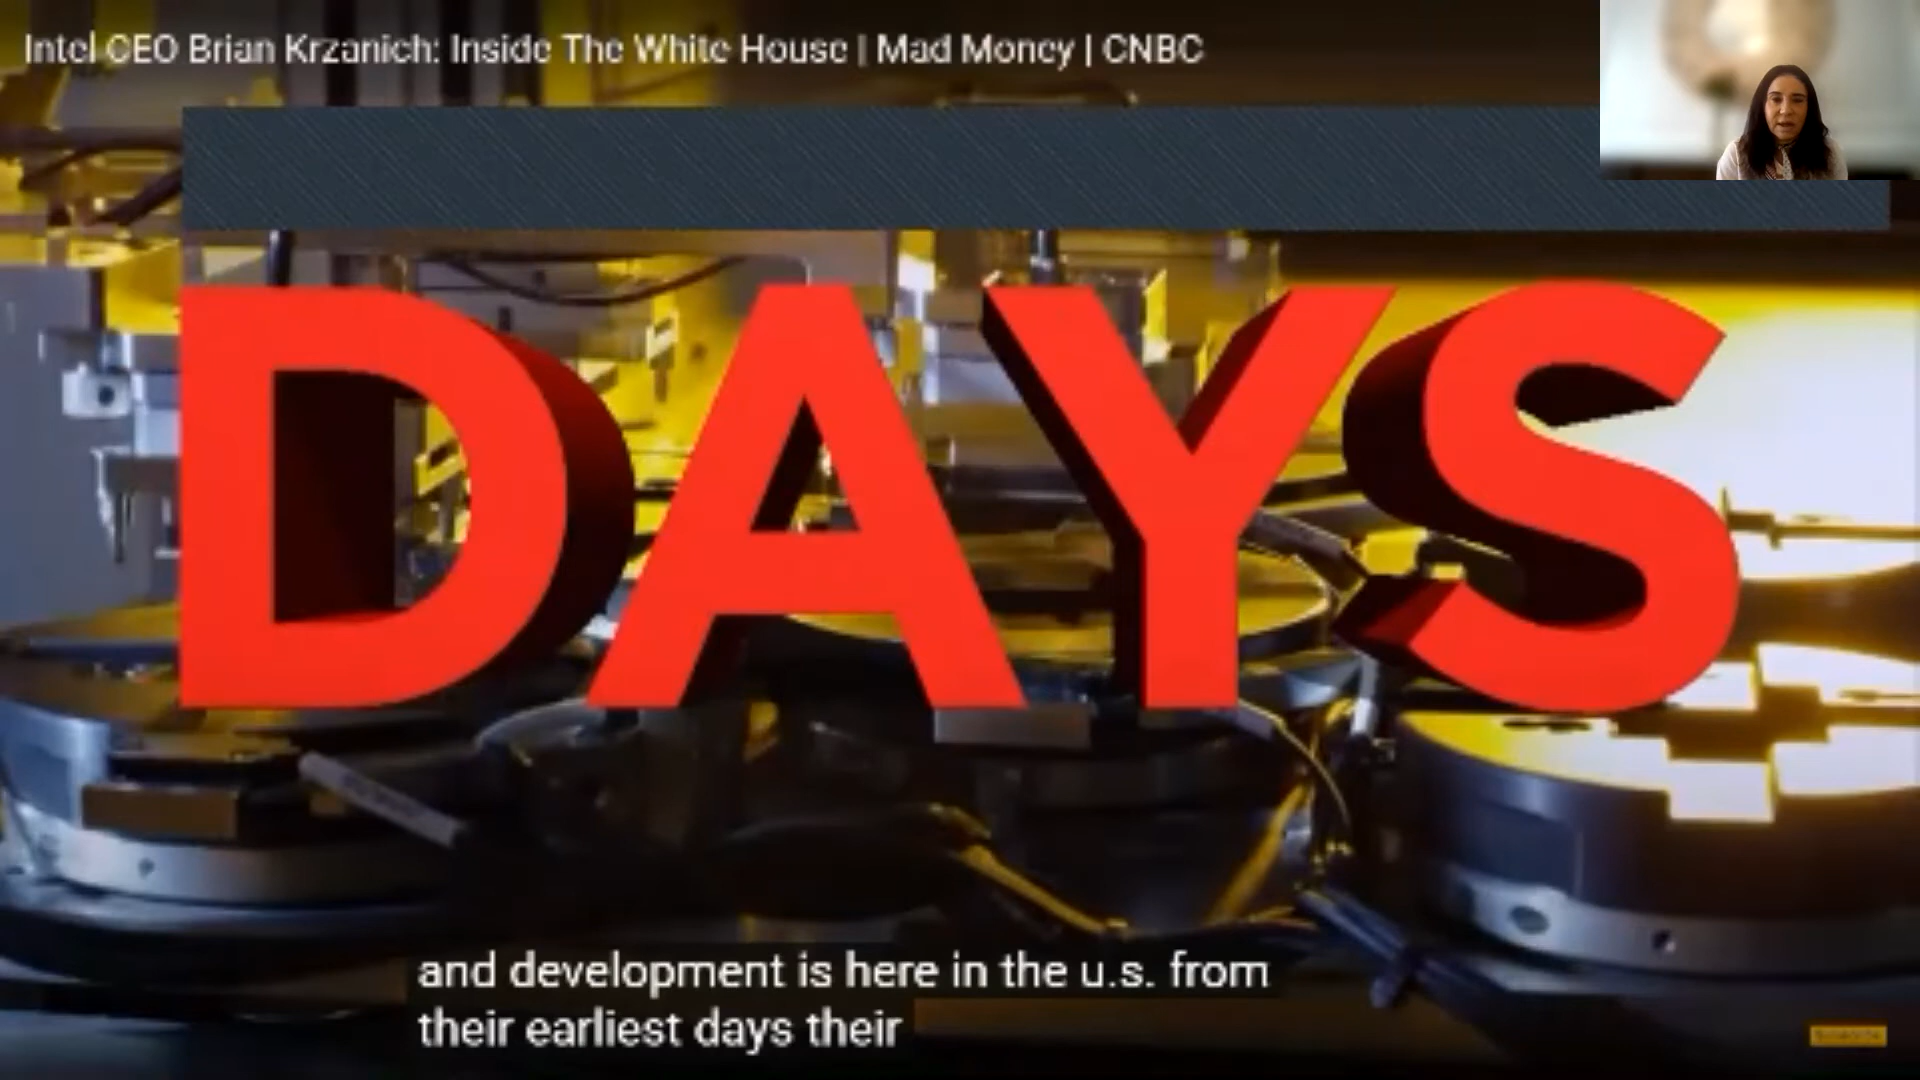 Intel CEO Brian Krzanich: Inside The White House | Mad Money | CNBC
DAYS
and development is here in the u.s. from
their earliest days their